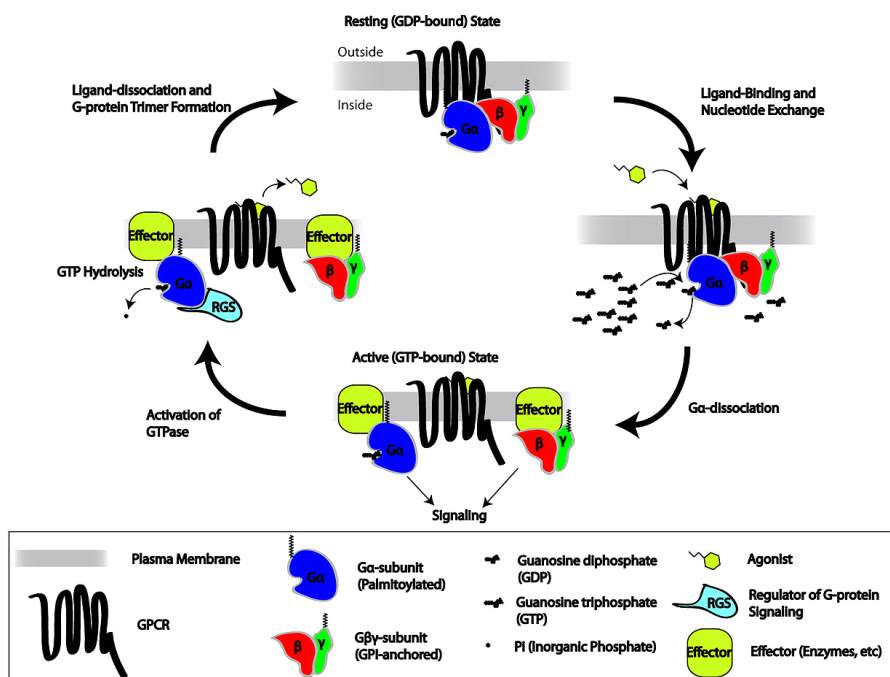 Resting (GDP-bound) State
Outside
Inside
Gα
β
γ
Ligand-dissociation and
G-protein Trimer Formation
Ligand-Binding and
Nucleotide Exchange
Effector
Effector
GTP Hydrolysis
Gα
RGS
β
γ
Gα
β
γ
Active (GTP-bound) State
Activation of
GTPase
Effector
Gα
Effector
β
γ
Gα-dissociation
Signaling
Plasma Membrane
GPCR
Gα
Gα-subunit
(Palmitoylated)
β
γ
Gβγ-subunit
(GPI-anchored)
Guanosine diphosphate
(GDP)
Guanosine triphosphate
(GTP)
PI (Inorganic Phosphate)
Agonist
RGS
Regulator of G-protein
Signaling
Effector
Effector (Enzymes, etc)